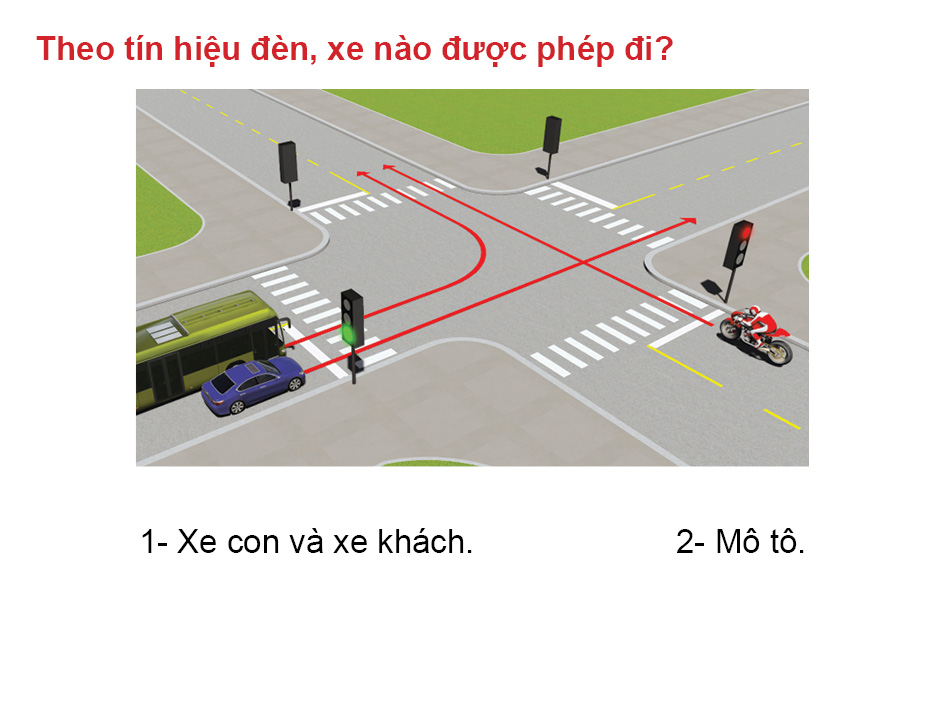 Theo tín hiệu đèn, xe nào được phép đi?
1- Xe con và xe khách. 2- Mô tô.